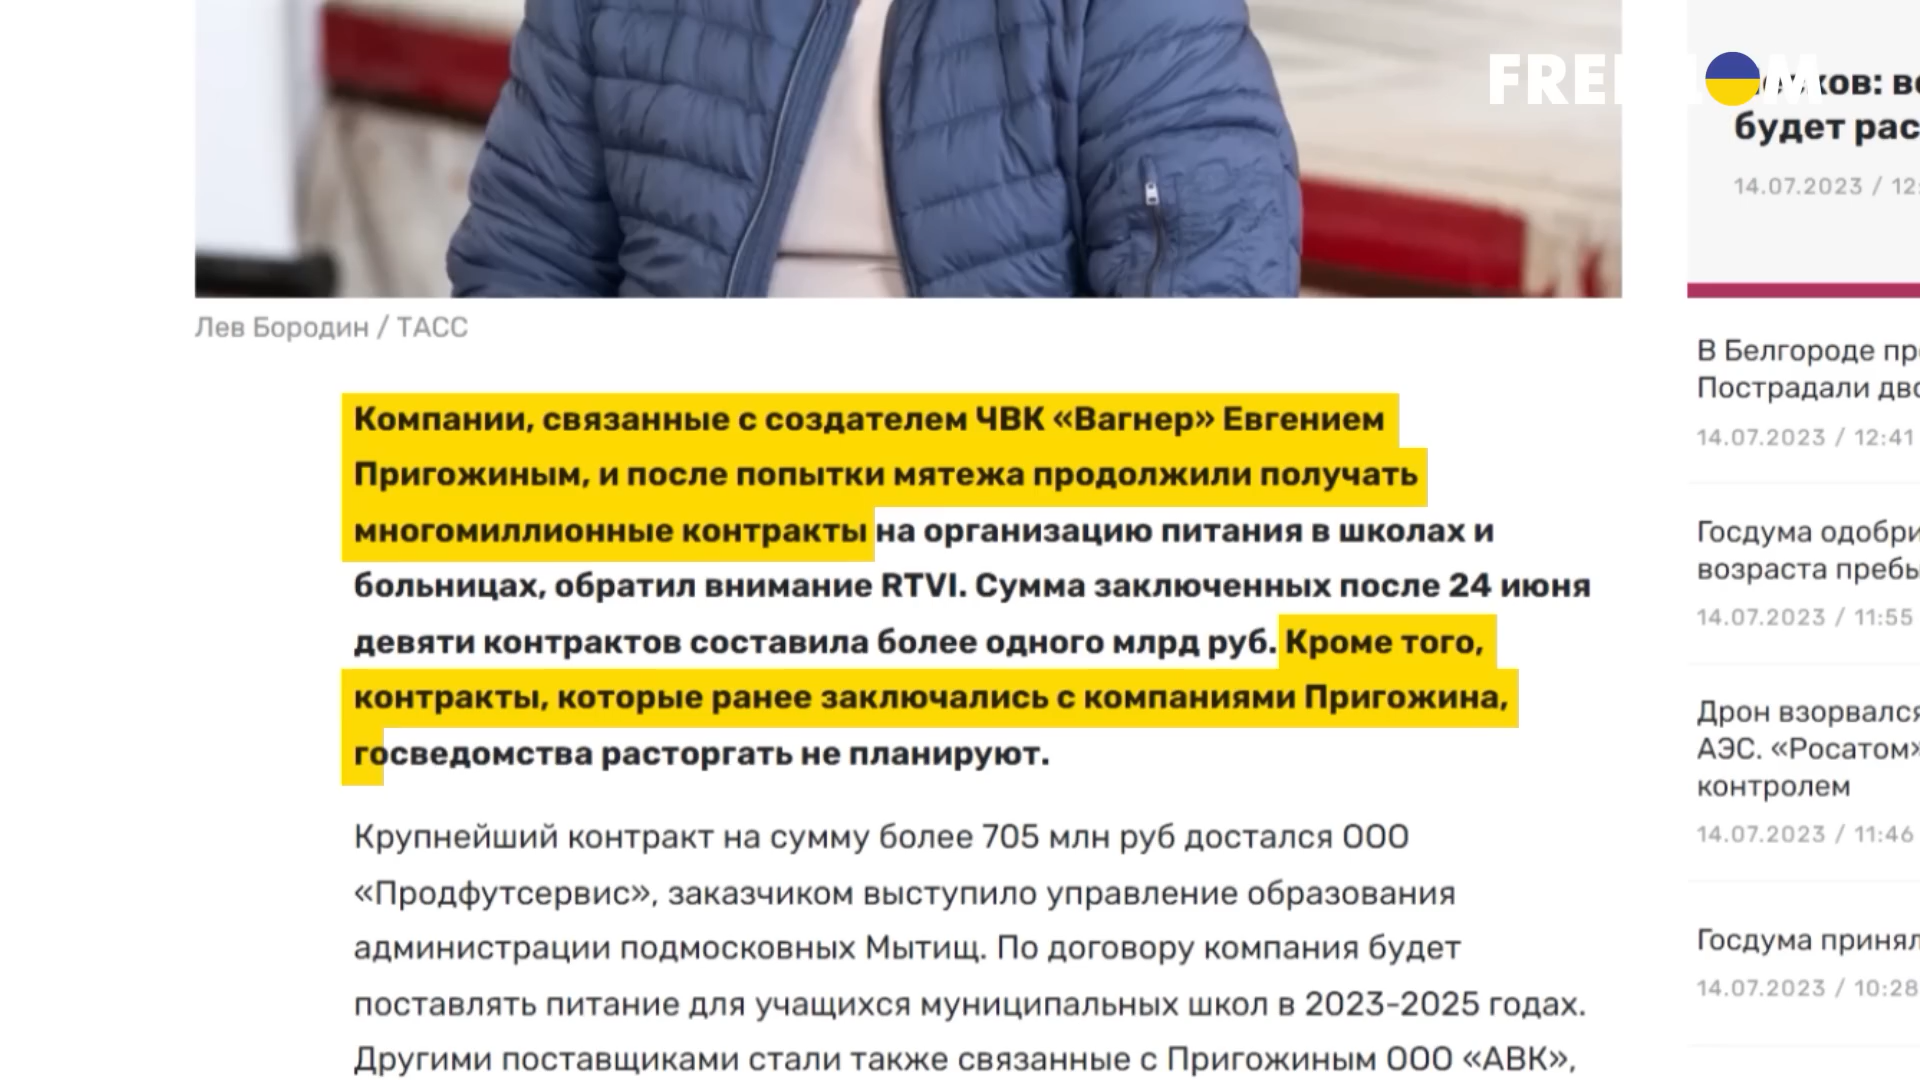 FREEDOM
ков:
будет
14.07.2023 / 12:
Лев Бородин / ТАСС
Компании, связанные с создателем ЧВК «Вагнер» Евгением
Пригожиным, и после попытки мятежа продолжили получать
многомиллионные контракты на организацию питания в школах и
больницах, обратил внимание RTVI. Сумма заключенных после 24 июня
девяти контрактов составила более одного млрд руб. Кроме того,
контракты, которые ранее заключались с компаниями Пригожина,
госведомства расторгать не планируют.
Крупнейший контракт на сумму более 705 млн руб достался ООО
«Продфутсервис», заказчиком выступило управление образования
администрации подмосковных Мытищ. По договору компания будет
поставлять питание для учащихся муниципальных школ в 2023-2025 годах.
Другими поставщиками стали также связанные с Пригожиным ООО «АВК»,
В Белгороде пр
Пострадали дво
14.07.2023 / 12:41
Госдума одобри
возраста пребы
14.07.2023 / 11:55
Дрон взорвался
АЭС. «Росатом»
контролем
14.07.2023 / 11:46
Госдума принял
14.07.2023 / 10:28